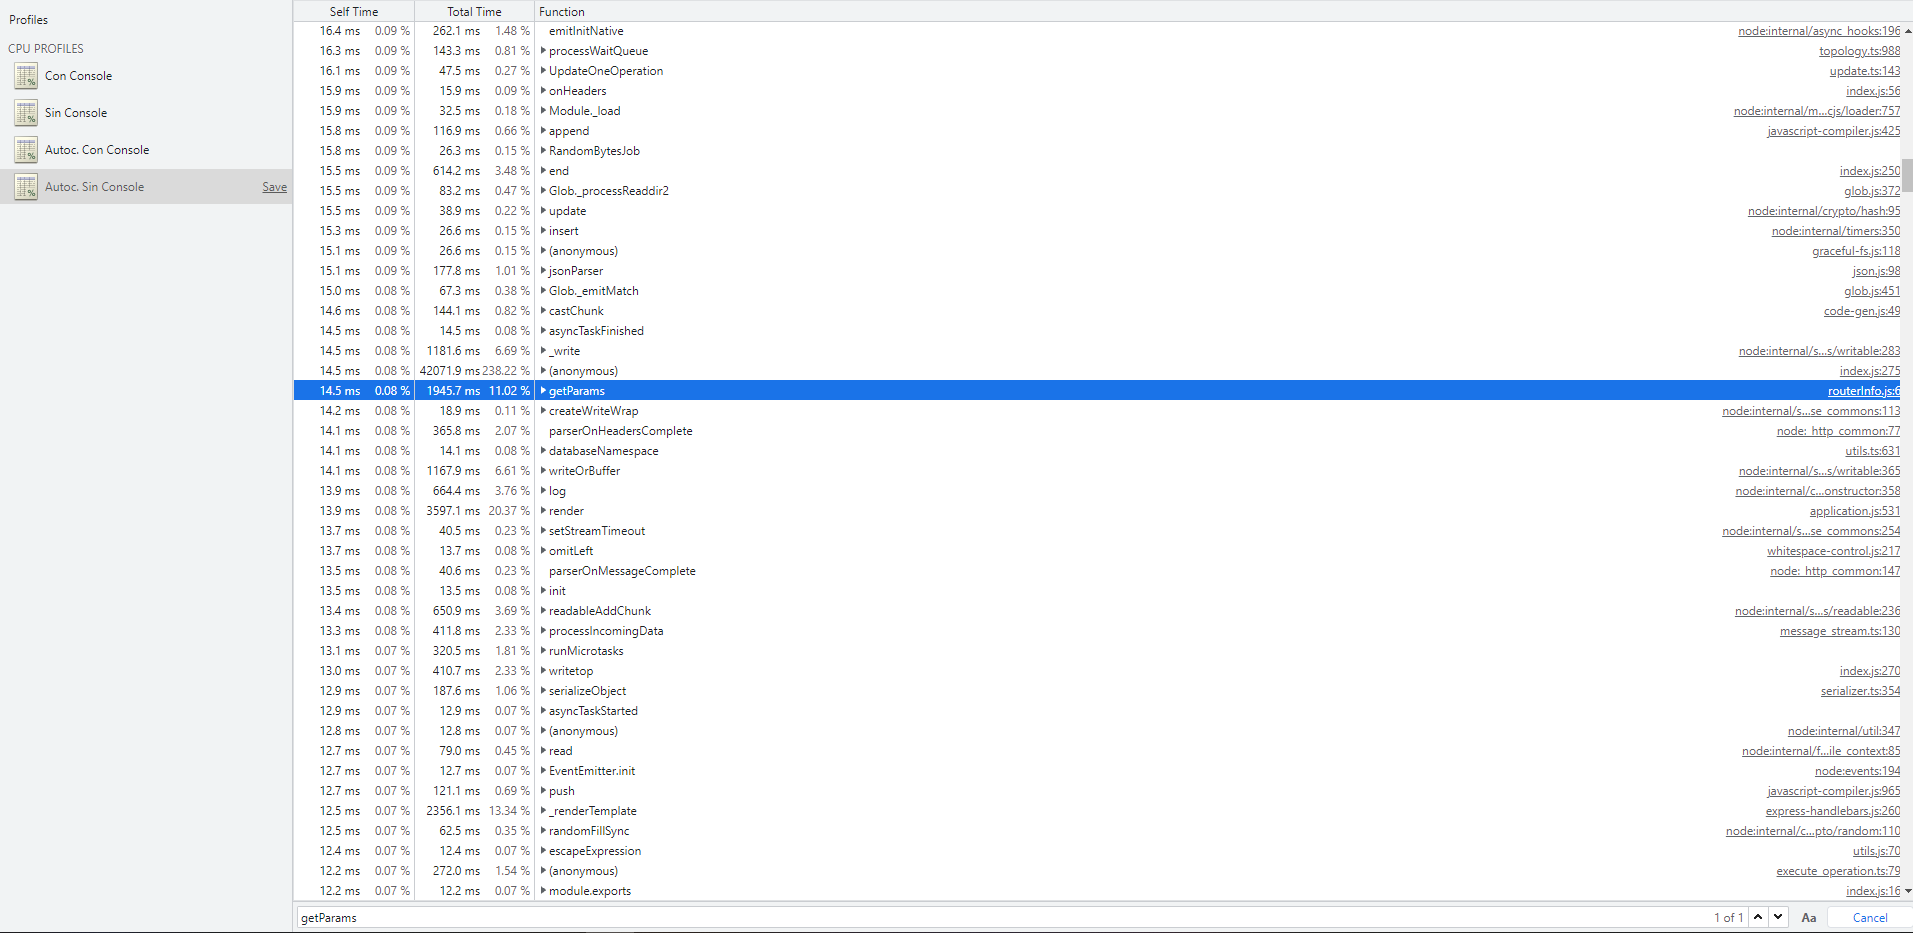 Profiles
CPU PROFILES
Con Console
Sin Console
Autoc. Con Console
Autoc. Sin Console Save
Self Time Total Time Function
16.4 ms 0.09 % 262.1 ms 1.48 % emitInitNative node:internal/async_hooks:196
16.3 ms 0.09 % 143.3 ms 0.81 % processWaitQueue topology.ts:988
16.1 ms 0.09 % 47.5 ms 0.27 % UpdateOneOperation update.ts:143
15.9 ms 0.09 % 15.9 ms 0.09 % onHeaders index.js:56
15.9 ms 0.09 % 32.5 ms 0.18 % Module._load node:internal/m...cjs/loader:757
15.8 ms 0.09 % 116.9 ms 0.66 % append javascript-compiler.js:425
15.8 ms 0.09 % 26.3 ms 0.15 % RandomBytesJob
15.5 ms 0.09 % 614.2 ms 3.48 % end index.js:250
15.5 ms 0.09 % 83.2 ms 0.47 % Glob._processReaddir2 glob.js:372
15.5 ms 0.09 % 38.9 ms 0.22 % update node:internal/crypto/hash:95
15.3 ms 0.09 % 26.6 ms 0.15 % insert node:internal/timers:350
15.1 ms 0.09 % 26.6 ms 0.15 % (anonymous) graceful-fs.js:118
15.1 ms 0.09 % 177.8 ms 1.01 % jsonParser json.js:98
15.0 ms 0.08 % 67.3 ms 0.38 % Glob._emitMatch glob.js:451
14.6 ms 0.08 % 144.1 ms 0.82 % castChunk code-gen.js:49
14.5 ms 0.08 % 14.5 ms 0.08 % asyncTaskFinished
14.5 ms 0.08 % 1181.6 ms 6.69 % _write node:internal/s...s/writable:283
14.5 ms 0.08 % 42071.9 ms 238.22 % (anonymous) index.js:275
14.5 ms 0.08 % 1945.7 ms 11.02 % getParams routerInfo.js:6
14.2 ms 0.08 % 18.9 ms 0.11 % createWriteWrap node:internal/s...se_commons:113
14.1 ms 0.08 % 365.8 ms 2.07 % parserOnHeadersComplete node:_http_common:77
14.1 ms 0.08 % 14.1 ms 0.08 % databaseNamespace utils.ts:631
14.1 ms 0.08 % 1167.9 ms 6.61 % writeOrBuffer node:internal/s...s/writable:365
13.9 ms 0.08 % 664.4 ms 3.76 % log node:internal/c...onstructor:358
13.9 ms 0.08 % 3597.1 ms 20.37 % render application.js:531
13.7 ms 0.08 % 40.5 ms 0.23 % setStreamTimeout node:internal/s...se_commons:254
13.7 ms 0.08 % 13.7 ms 0.08 % omitLeft whitespace-control.js:217
13.5 ms 0.08 % 40.6 ms 0.23 % parserOnMessageComplete node:_http_common:147
13.5 ms 0.08 % 13.5 ms 0.08 % init
13.4 ms 0.08 % 650.9 ms 3.69 % readableAddChunk node:internal/s...s/readable:236
13.3 ms 0.08 % 411.8 ms 2.33 % processIncomingData message_stream.ts:130
13.1 ms 0.07 % 320.5 ms 1.81 % runMicrotasks
13.0 ms 0.07 % 410.7 ms 2.33 % writetop index.js:270
12.9 ms 0.07 % 187.6 ms 1.06 % serializeObject serializer.ts:354
12.9 ms 0.07 % 12.9 ms 0.07 % asyncTaskStarted
12.8 ms 0.07 % 12.8 ms 0.07 % (anonymous) node:internal/util:347
12.7 ms 0.07 % 79.0 ms 0.45 % read node:internal/f...ile_context:85
12.7 ms 0.07 % 12.7 ms 0.07 % EventEmitter.init node:events:194
12.7 ms 0.07 % 121.1 ms 0.69 % push javascript-compiler.js:965
12.5 ms 0.07 % 2356.1 ms 13.34 % _renderTemplate express-handlebars.js:260
12.5 ms 0.07 % 62.5 ms 0.35 % randomFillSync node:internal/c...pto/random:110
12.4 ms 0.07 % 12.4 ms 0.07 % escapeExpression utils.js:70
12.2 ms 0.07 % 272.0 ms 1.54 % (anonymous) execute_operation.ts:79
12.2 ms 0.07 % 12.2 ms 0.07 % module.exports index.js:16
getParams 1 of 1 Aa Cancel